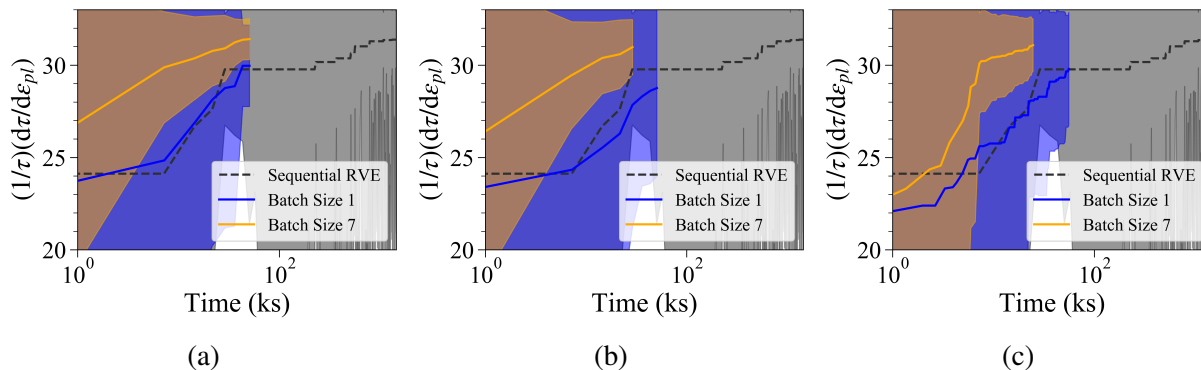 (1/τ)(dτ/dε_pl)
30
25
20
10^0
10^2
Time (ks)
Sequential RVE
Batch Size 1
Batch Size 7
(a)
(1/τ)(dτ/dε_pl)
30
25
20
10^0
10^2
Time (ks)
Sequential RVE
Batch Size 1
Batch Size 7
(b)
(1/τ)(dτ/dε_pl)
30
25
20
10^0
10^2
Time (ks)
Sequential RVE
Batch Size 1
Batch Size 7
(c)